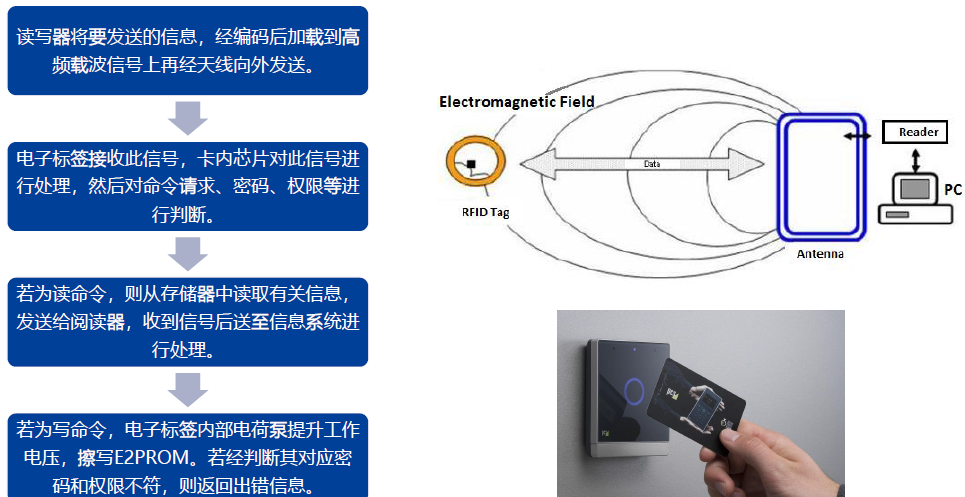 读写器将要发送的信息，经编码后加载到高
频载波信号上再经天线向外发送。
电子标签接收此信号，卡内芯片对此信号进
行处理，然后对命令请求、密码、权限等进
行判断。
若为读命令，则从存储器中读取有关信息，
发送给阅读器，收到信号后送至信息系统进
行处理。
若为写命令，电子标签内部电荷泵提升工作
电压，擦写E2PROM。若经判断其对应密
码和权限不符，则返回出错信息。
Electromagnetic Field
Data
RFID Tag
Reader
PC
Antenna